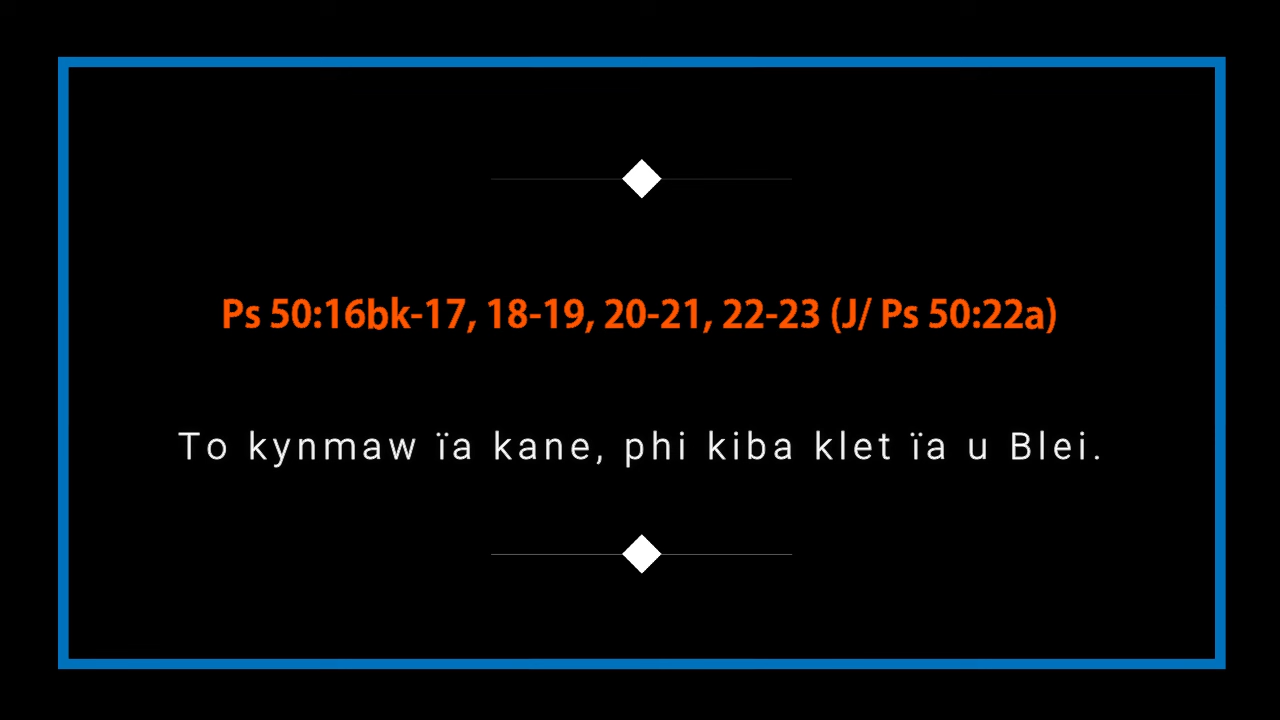 Ps 50:16bk-17, 18-19, 20-21, 22-23 (J/ Ps 50:22a)
To kynmaw ïa kane, phi kiba klet ïa u Blei.